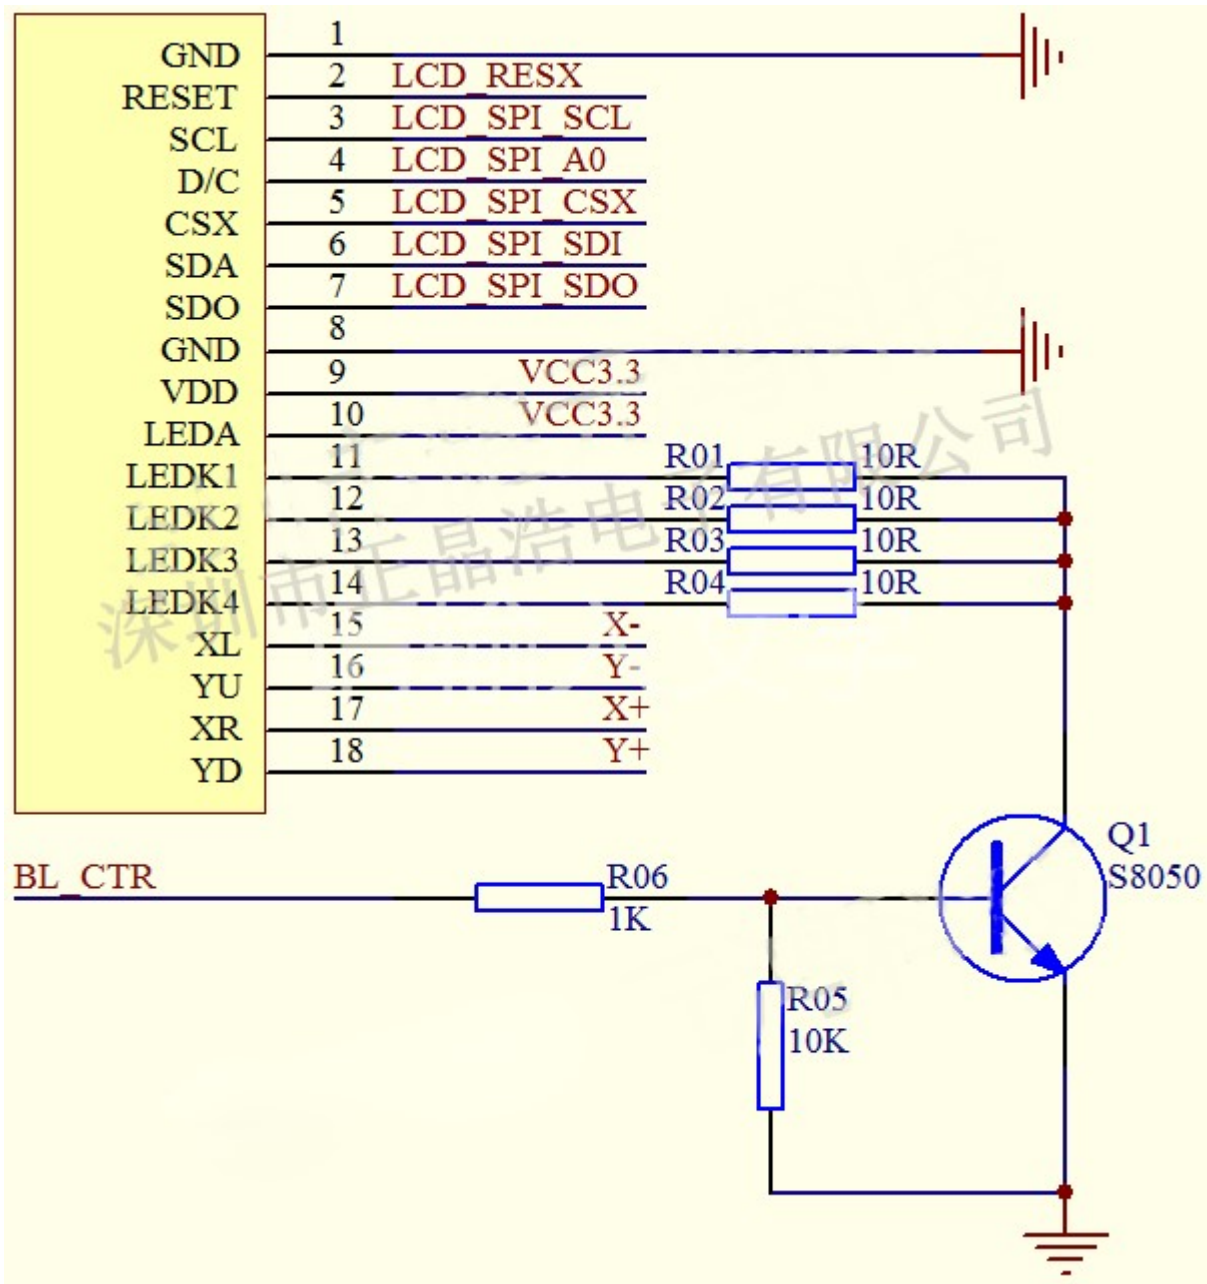 GND 1
RESET 2 LCD_RESX
SCL 3 LCD_SPI_SCL
D/C 4 LCD_SPI_A0
CSX 5 LCD_SPI_CSX
SDA 6 LCD_SPI_SDI
SDO 7 LCD_SPI_SDO
GND 8
VDD 9 VCC3.3
LEDA 10 VCC3.3
LEDK1 11 R01 10R
LEDK2 12 R02 10R
LEDK3 13 R03 10R
LEDK4 14 R04 10R
XL 15 X-
YU 16 Y-
XR 17 X+
YD 18 Y+
深圳市正晶浩电子有限公司
Q1
S8050
BL_CTR
R06
1K
R05
10K